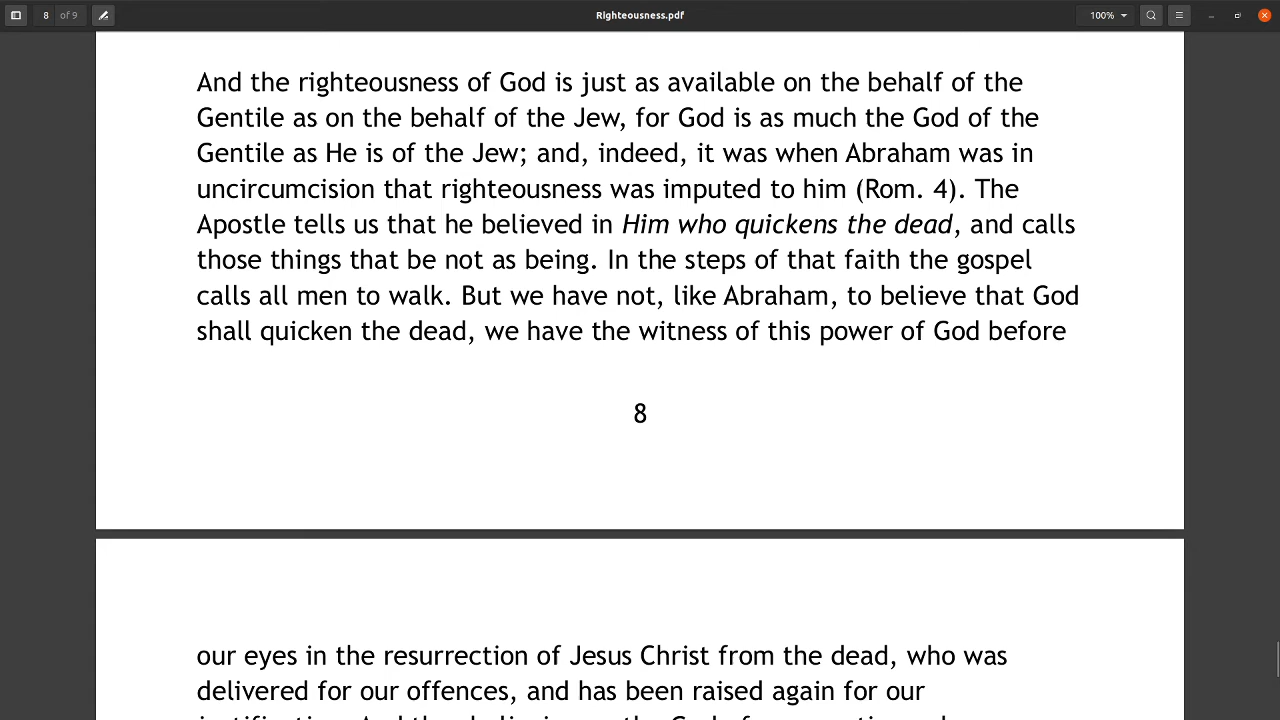 8 of 9
Righteousness.pdf
100%
And the righteousness of God is just as available on the behalf of the
Gentile as on the behalf of the Jew, for God is as much the God of the
Gentile as He is of the Jew; and, indeed, it was when Abraham was in
uncircumcision that righteousness was imputed to him (Rom. 4). The
Apostle tells us that he believed in Him who quickens the dead, and calls
those things that be not as being. In the steps of that faith the gospel
calls all men to walk. But we have not, like Abraham, to believe that God
shall quicken the dead, we have the witness of this power of God before
8
our eyes in the resurrection of Jesus Christ from the dead, who was
delivered for our offences, and has been raised again for our